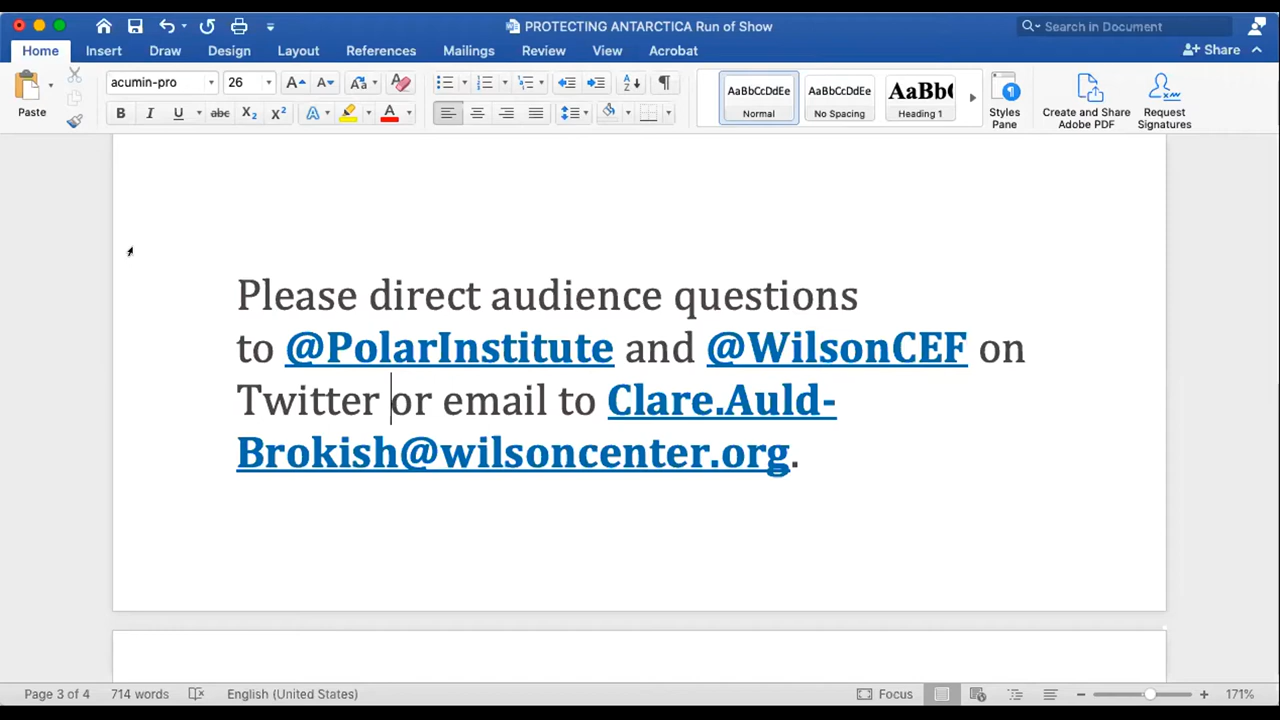 PROTECTING ANTARCTICA Run of Show
Search in Document
Home Insert Draw Design Layout References Mailings Review View Acrobat
Share
Paste
acumin-pro 26
AaBbCcDdEe AaBbCcDdEe AaBbC
Normal No Spacing Heading 1
Styles Pane
Create and Share Adobe PDF
Request Signatures
Please direct audience questions
to @PolarInstitute and @WilsonCEF on
Twitter or email to Clare.Auld-
Brokish@wilsoncenter.org.
Page 3 of 4 714 words English (United States) Focus 171%